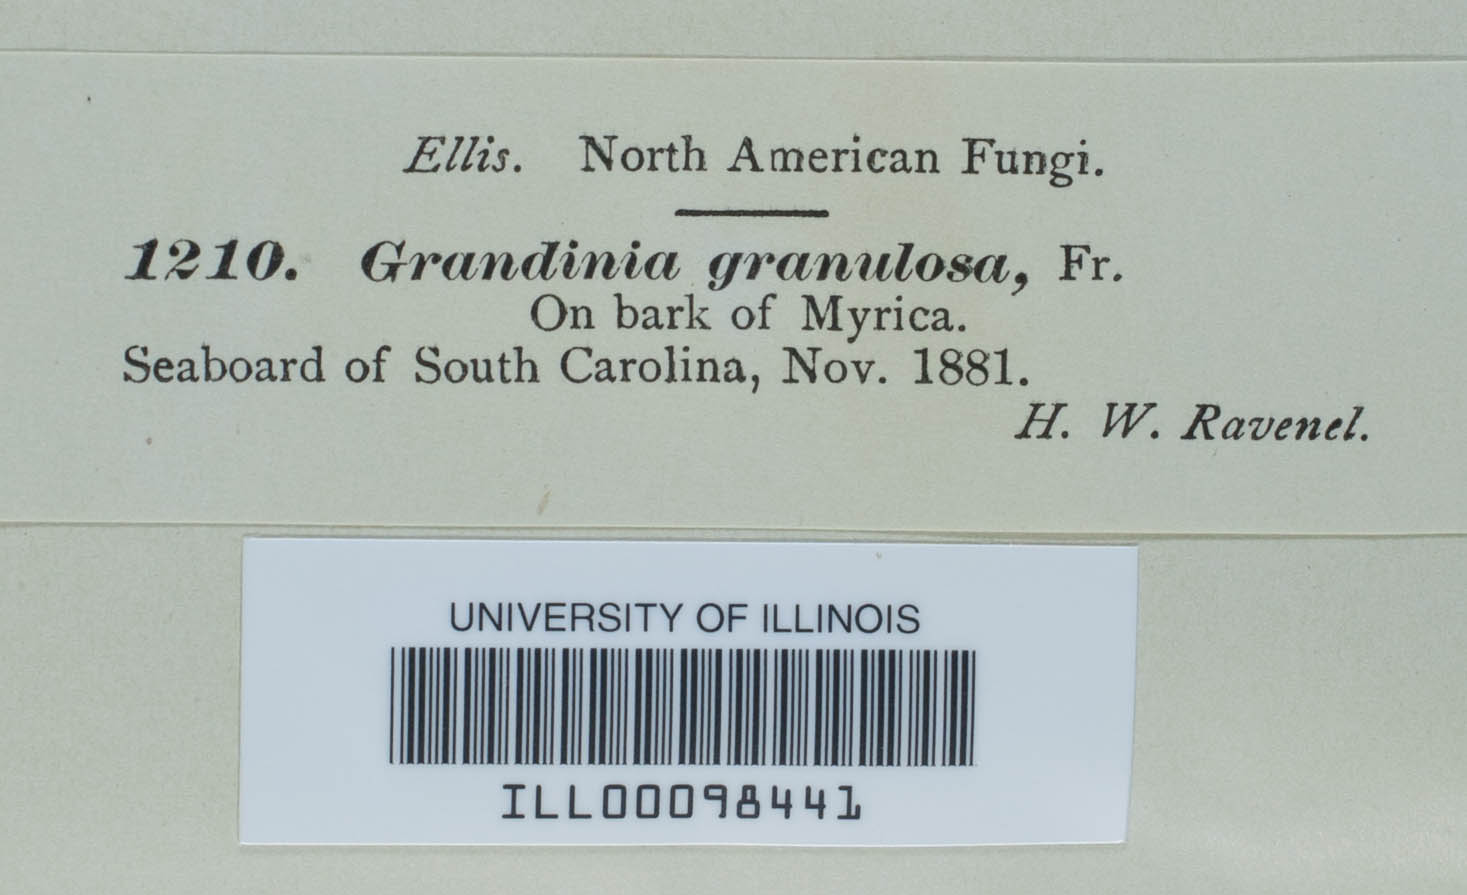 Ellis. North American Fungi.
1210. Grandinia granulosa, Fr.
On bark of Myrica.
Seaboard of South Carolina, Nov. 1881.
H. W. Ravenel.
UNIVERSITY OF ILLINOIS
ILL00098441